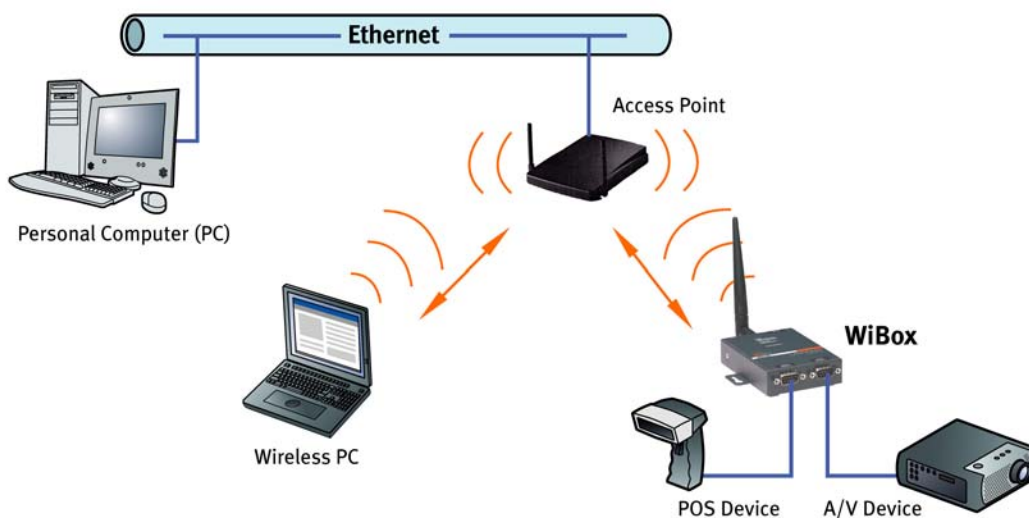 Ethernet
Access Point
Personal Computer (PC)
WiBox
Wireless PC
POS Device
A/V Device